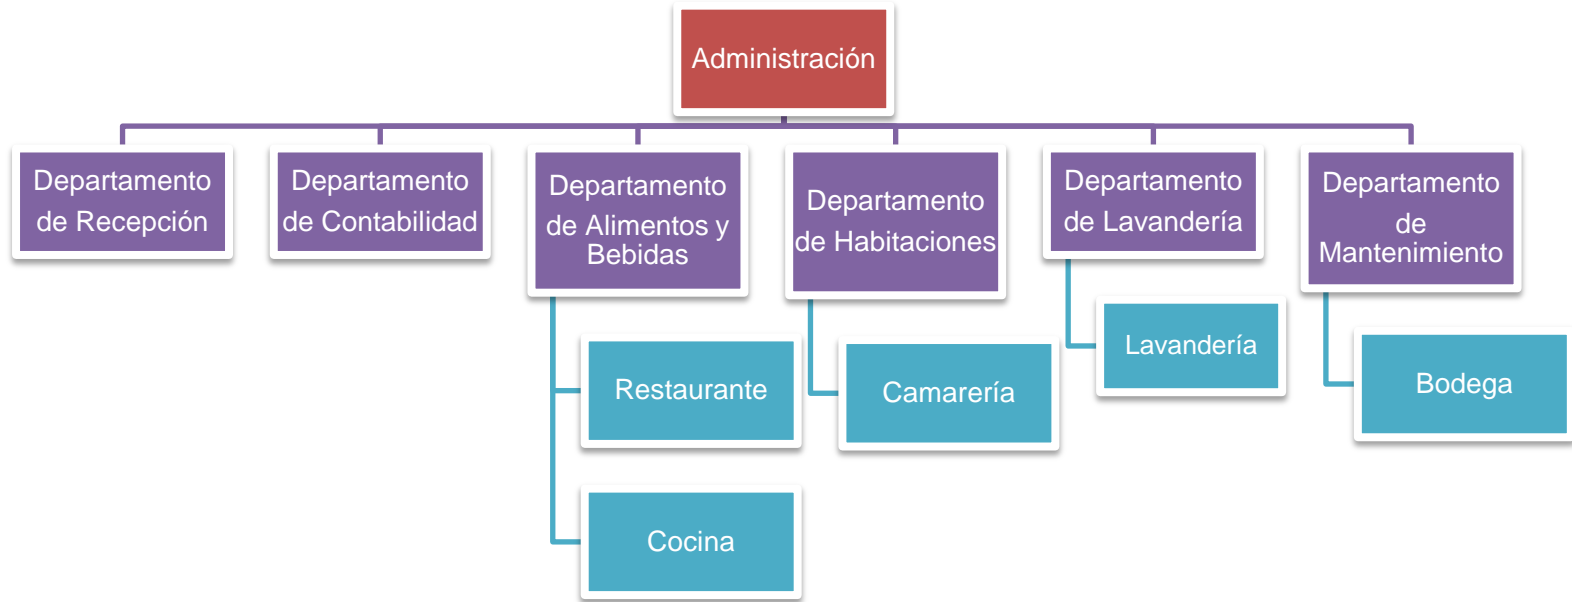 Administración
Departamento
de Recepción
Departamento
de Contabilidad
Departamento
de Alimentos y
Bebidas
Departamento
de Habitaciones
Departamento
de Lavandería
Departamento
de
Mantenimiento
Restaurante
Cocina
Camarería
Lavandería
Bodega